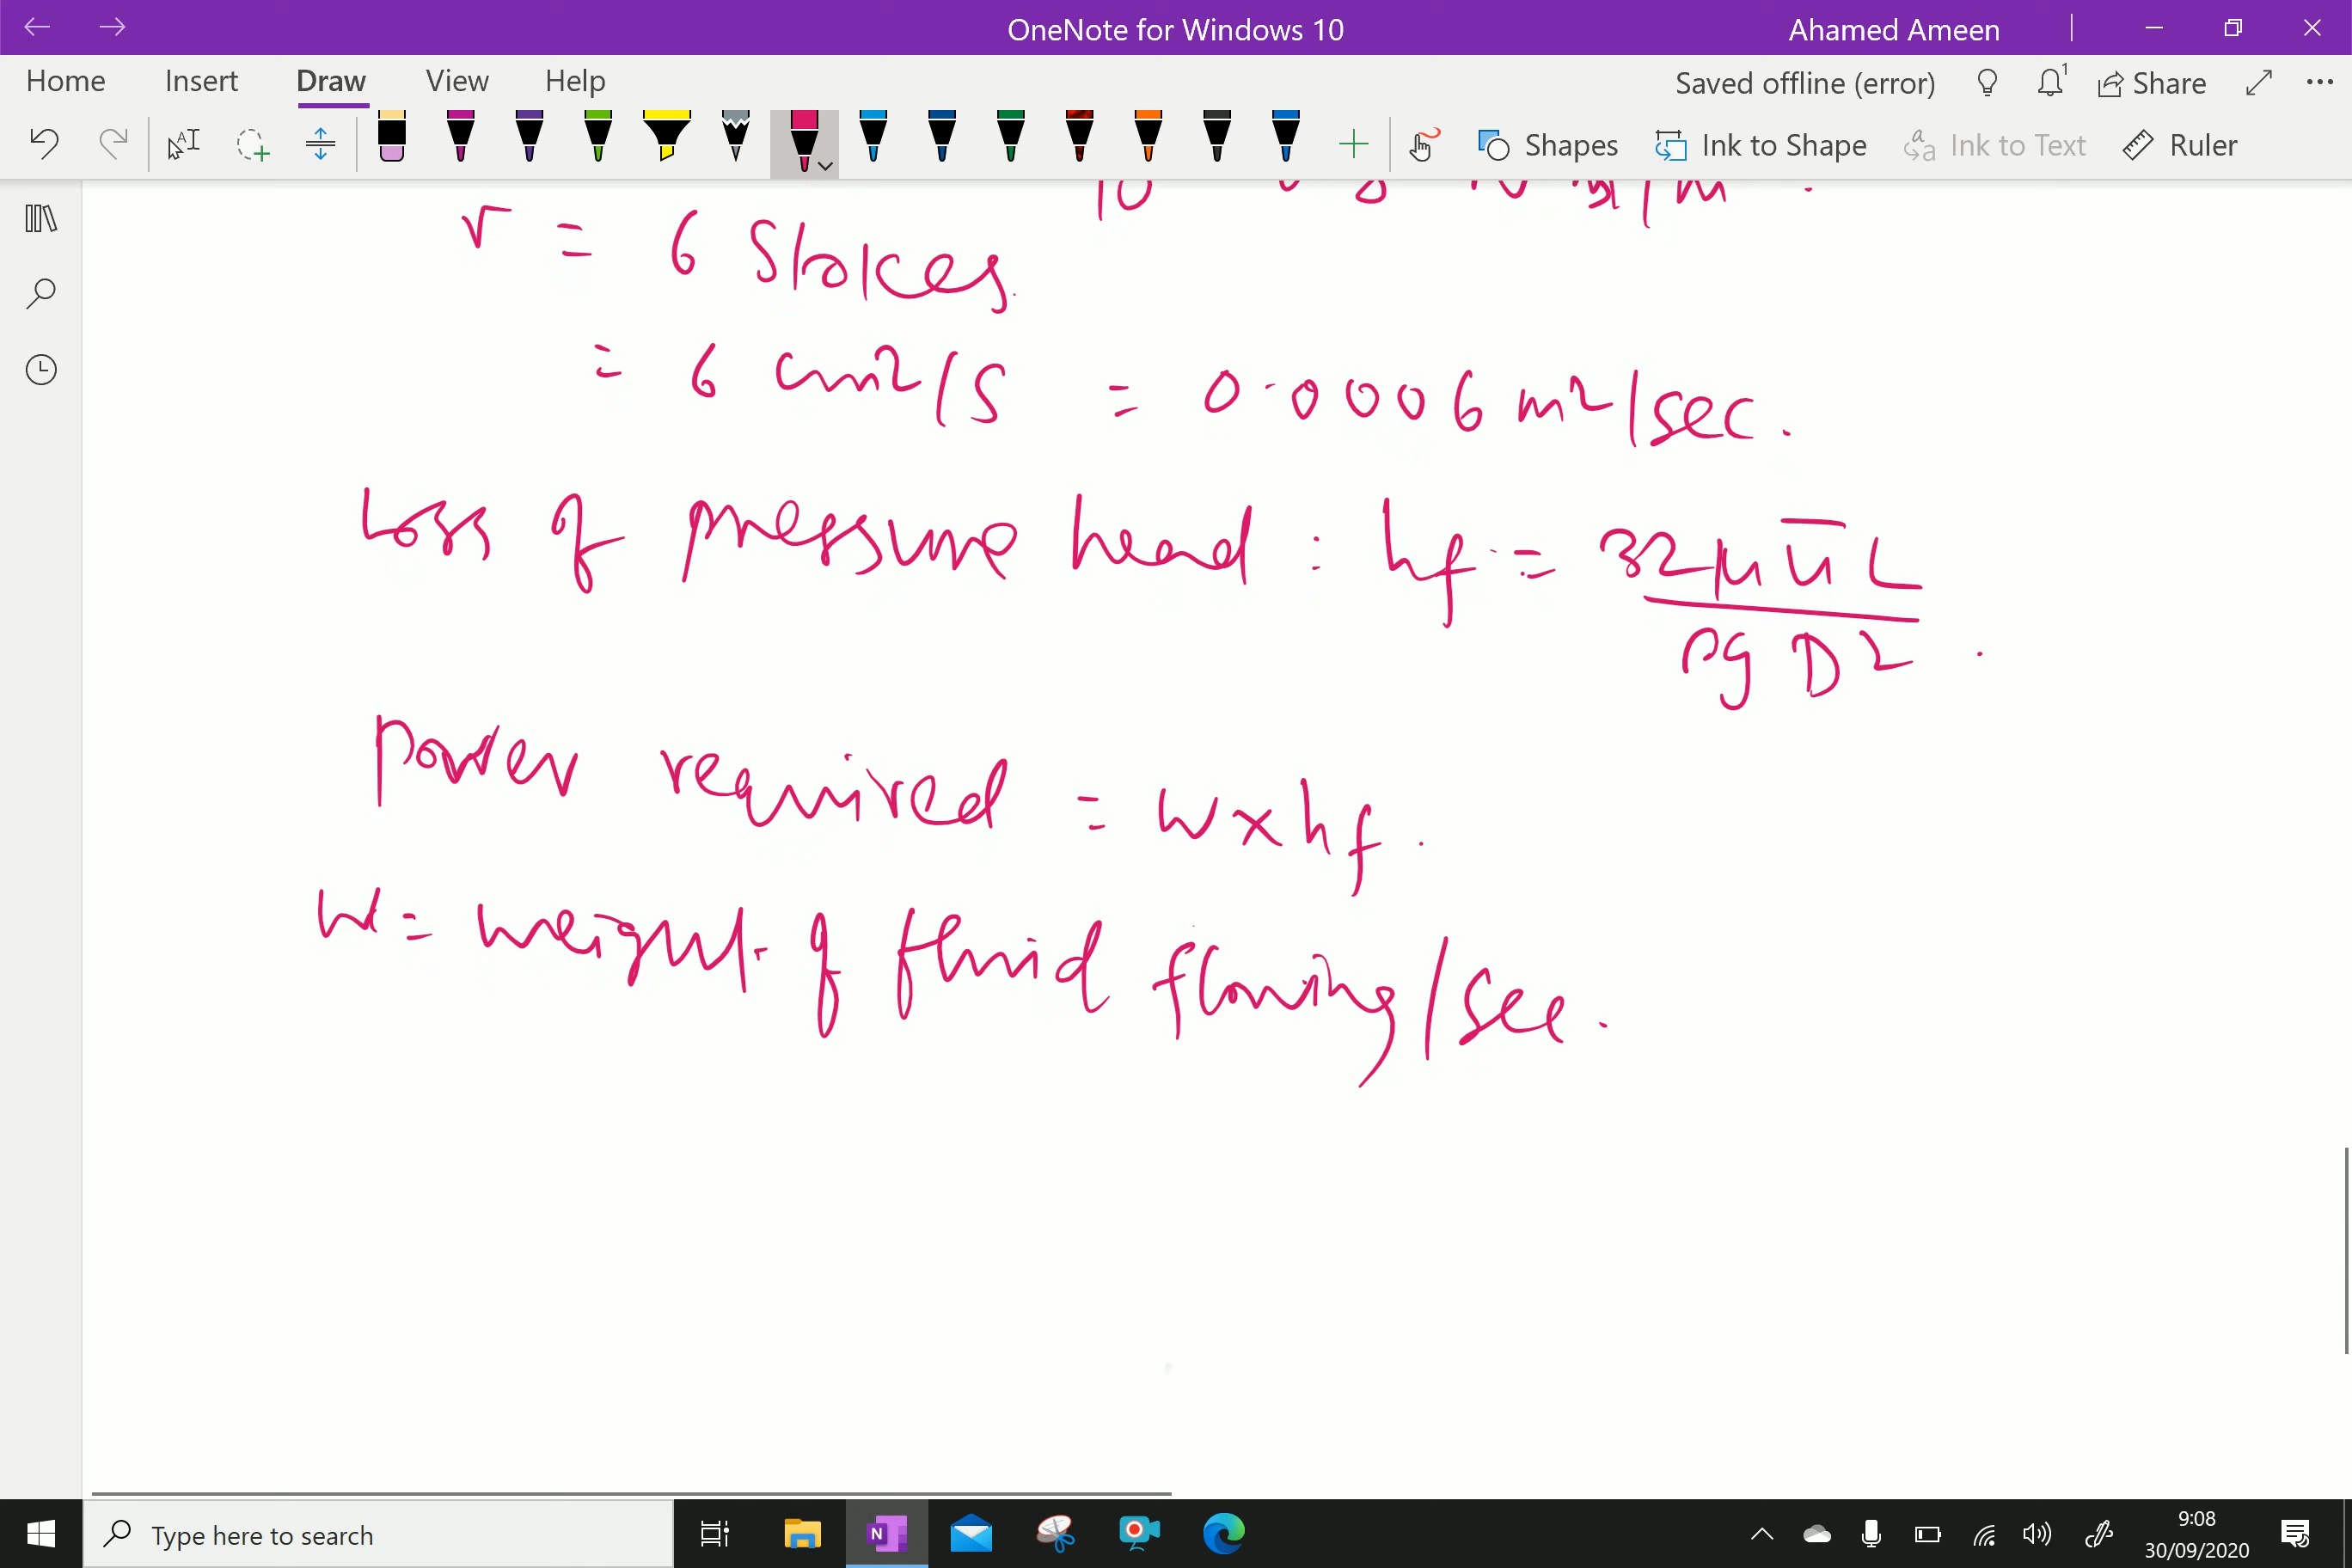 OneNote for Windows 10
Ahamed Ameen
Home Insert Draw View Help
Saved offline (error) 1 Share
Shapes Ink to Shape Ink to Text Ruler
ν = 6 Stokes.
= 6 cm2/s = 0.0006 m2/sec.
Loss of pressure head : hf = 32μūL
ρg D2 .
Power required = W x hf.
W = weight of fluid flowing/sec.
Type here to search
9:08
30/09/2020